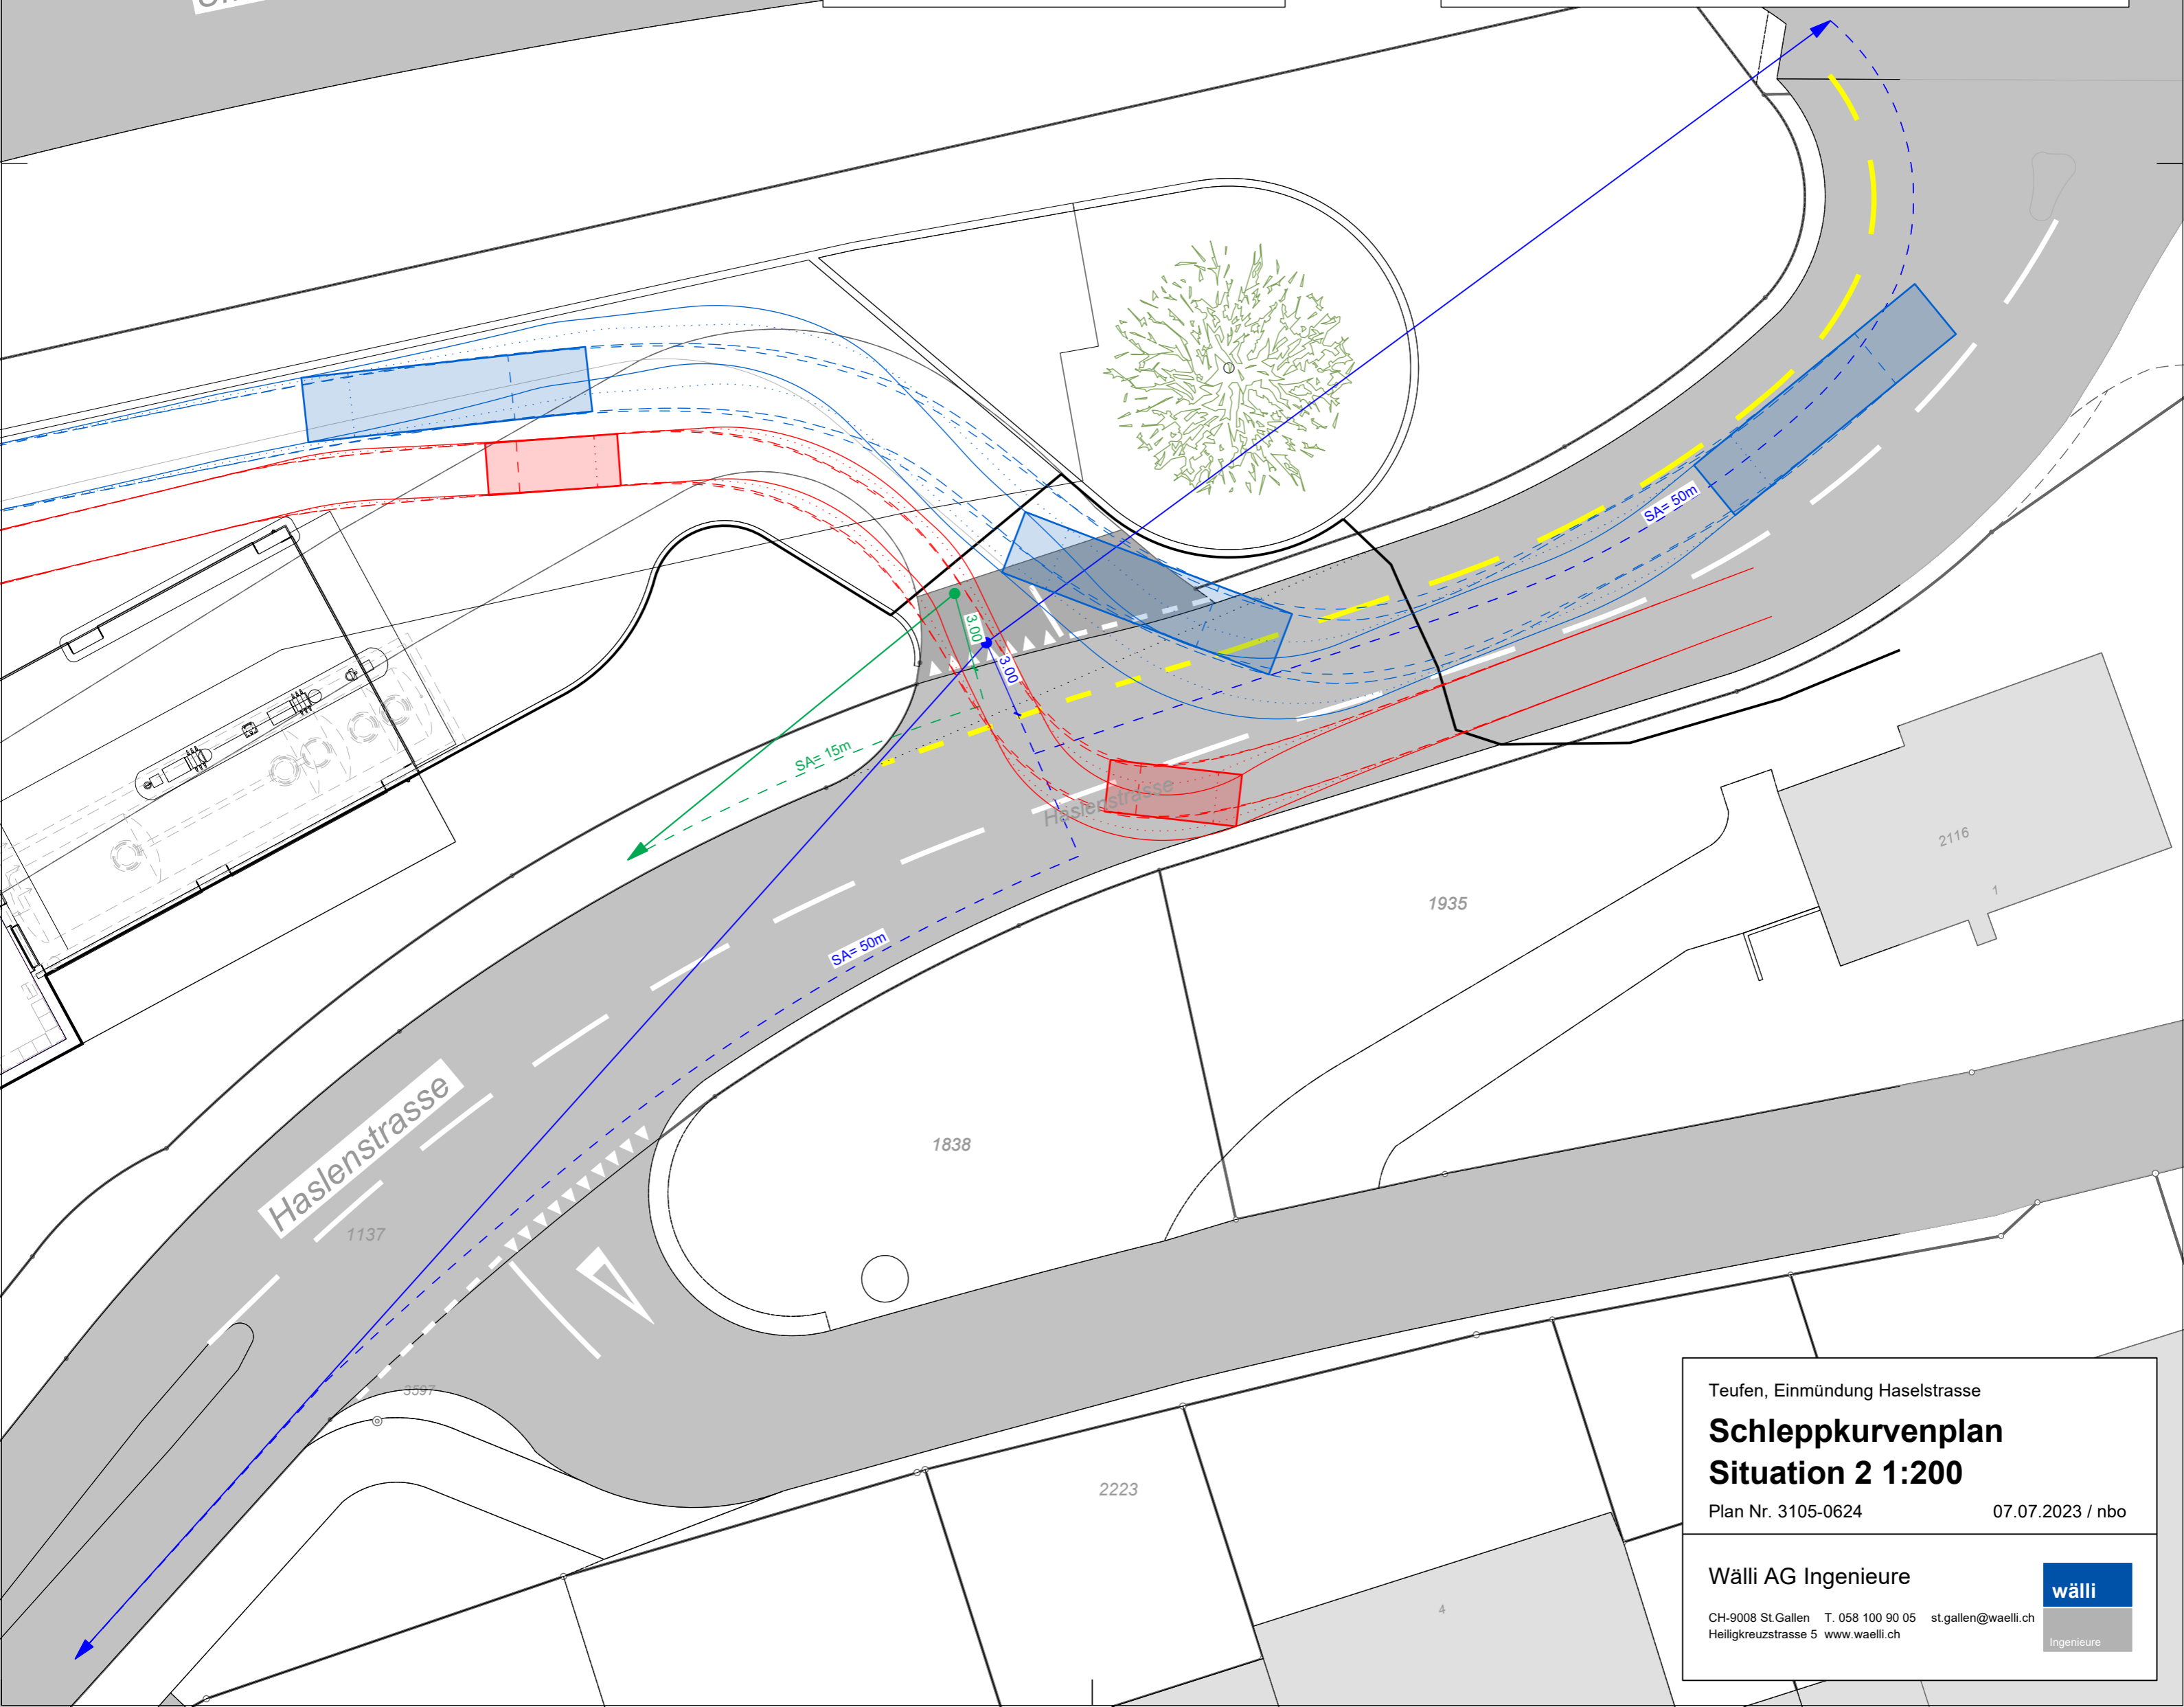 3.00
3.00
SA= 50m
SA= 15m
Haslenstrasse
SA= 50m
Haslenstrasse
1137
1838
1935
2116
1
3597
2223
4
Teufen, Einmündung Haselstrasse
Schleppkurvenplan
Situation 2 1:200
Plan Nr. 3105-0624 07.07.2023 / nbo
Wälli AG Ingenieure
CH-9008 St.Gallen T. 058 100 90 05 st.gallen@waelli.ch
Heiligkreuzstrasse 5 www.waelli.ch
wälli
Ingenieure